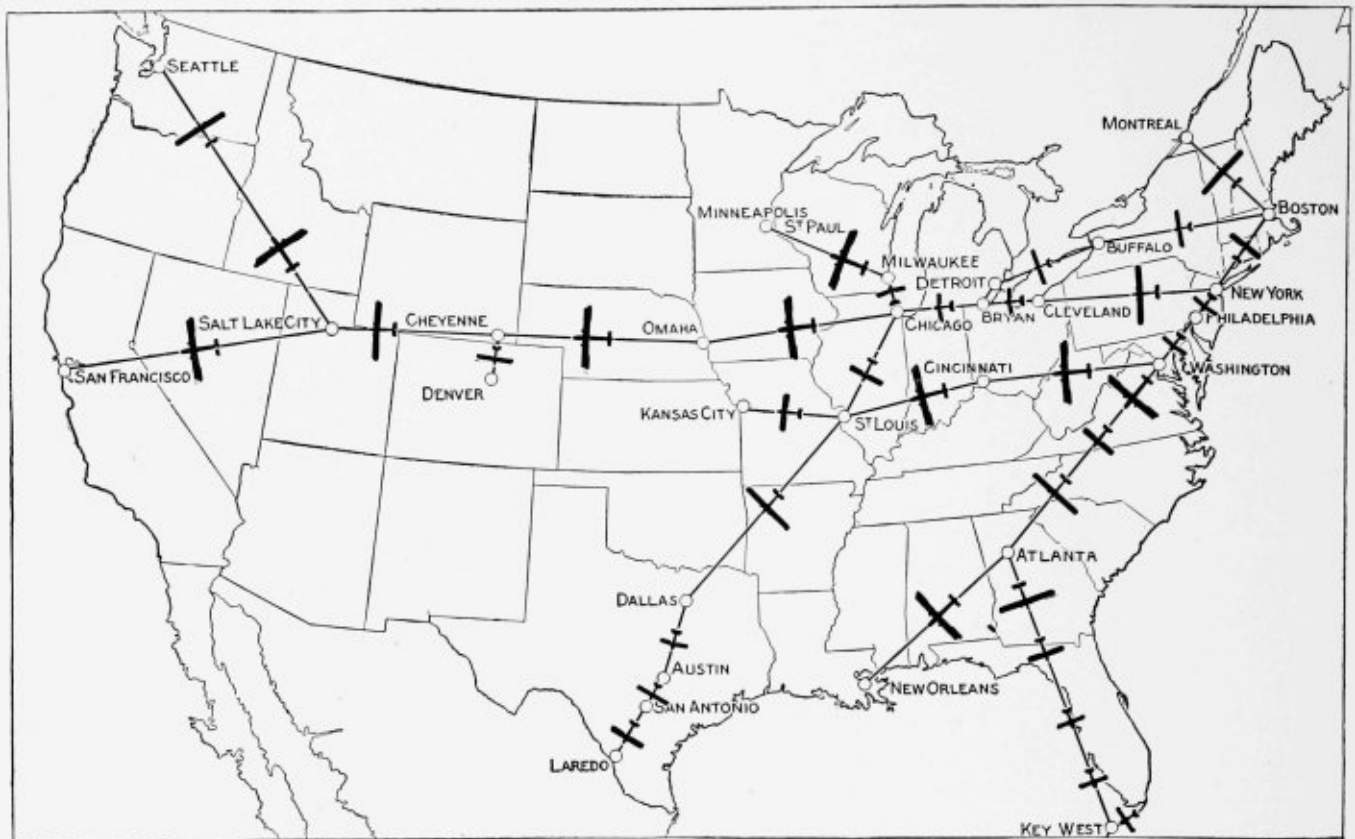 SEATTLE
MONTREAL
MINNEAPOLIS
ST PAUL
BOSTON
BUFFALO
MILWAUKEE
DETROIT
NEW YORK
SALT LAKE CITY
CHEYENNE
OMAHA
CHICAGO
BRYAN
CLEVELAND
PHILADELPHIA
SAN FRANCISCO
DENVER
CINCINNATI
WASHINGTON
KANSAS CITY
ST LOUIS
ATLANTA
DALLAS
AUSTIN
NEW ORLEANS
SAN ANTONIO
LAREDO
KEY WEST